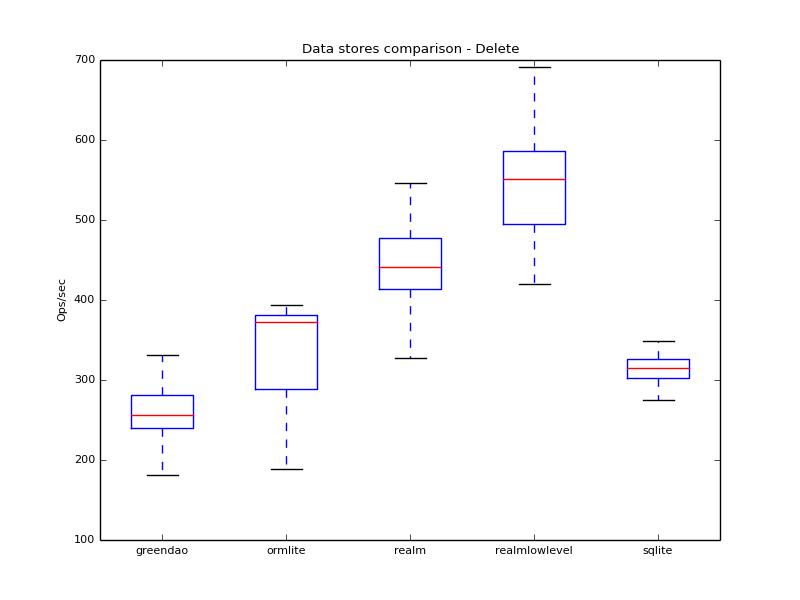 Data stores comparison - Delete
700
600
500
400
300
200
100
Ops/sec
greendao
ormlite
realm
realmlowlevel
sqlite